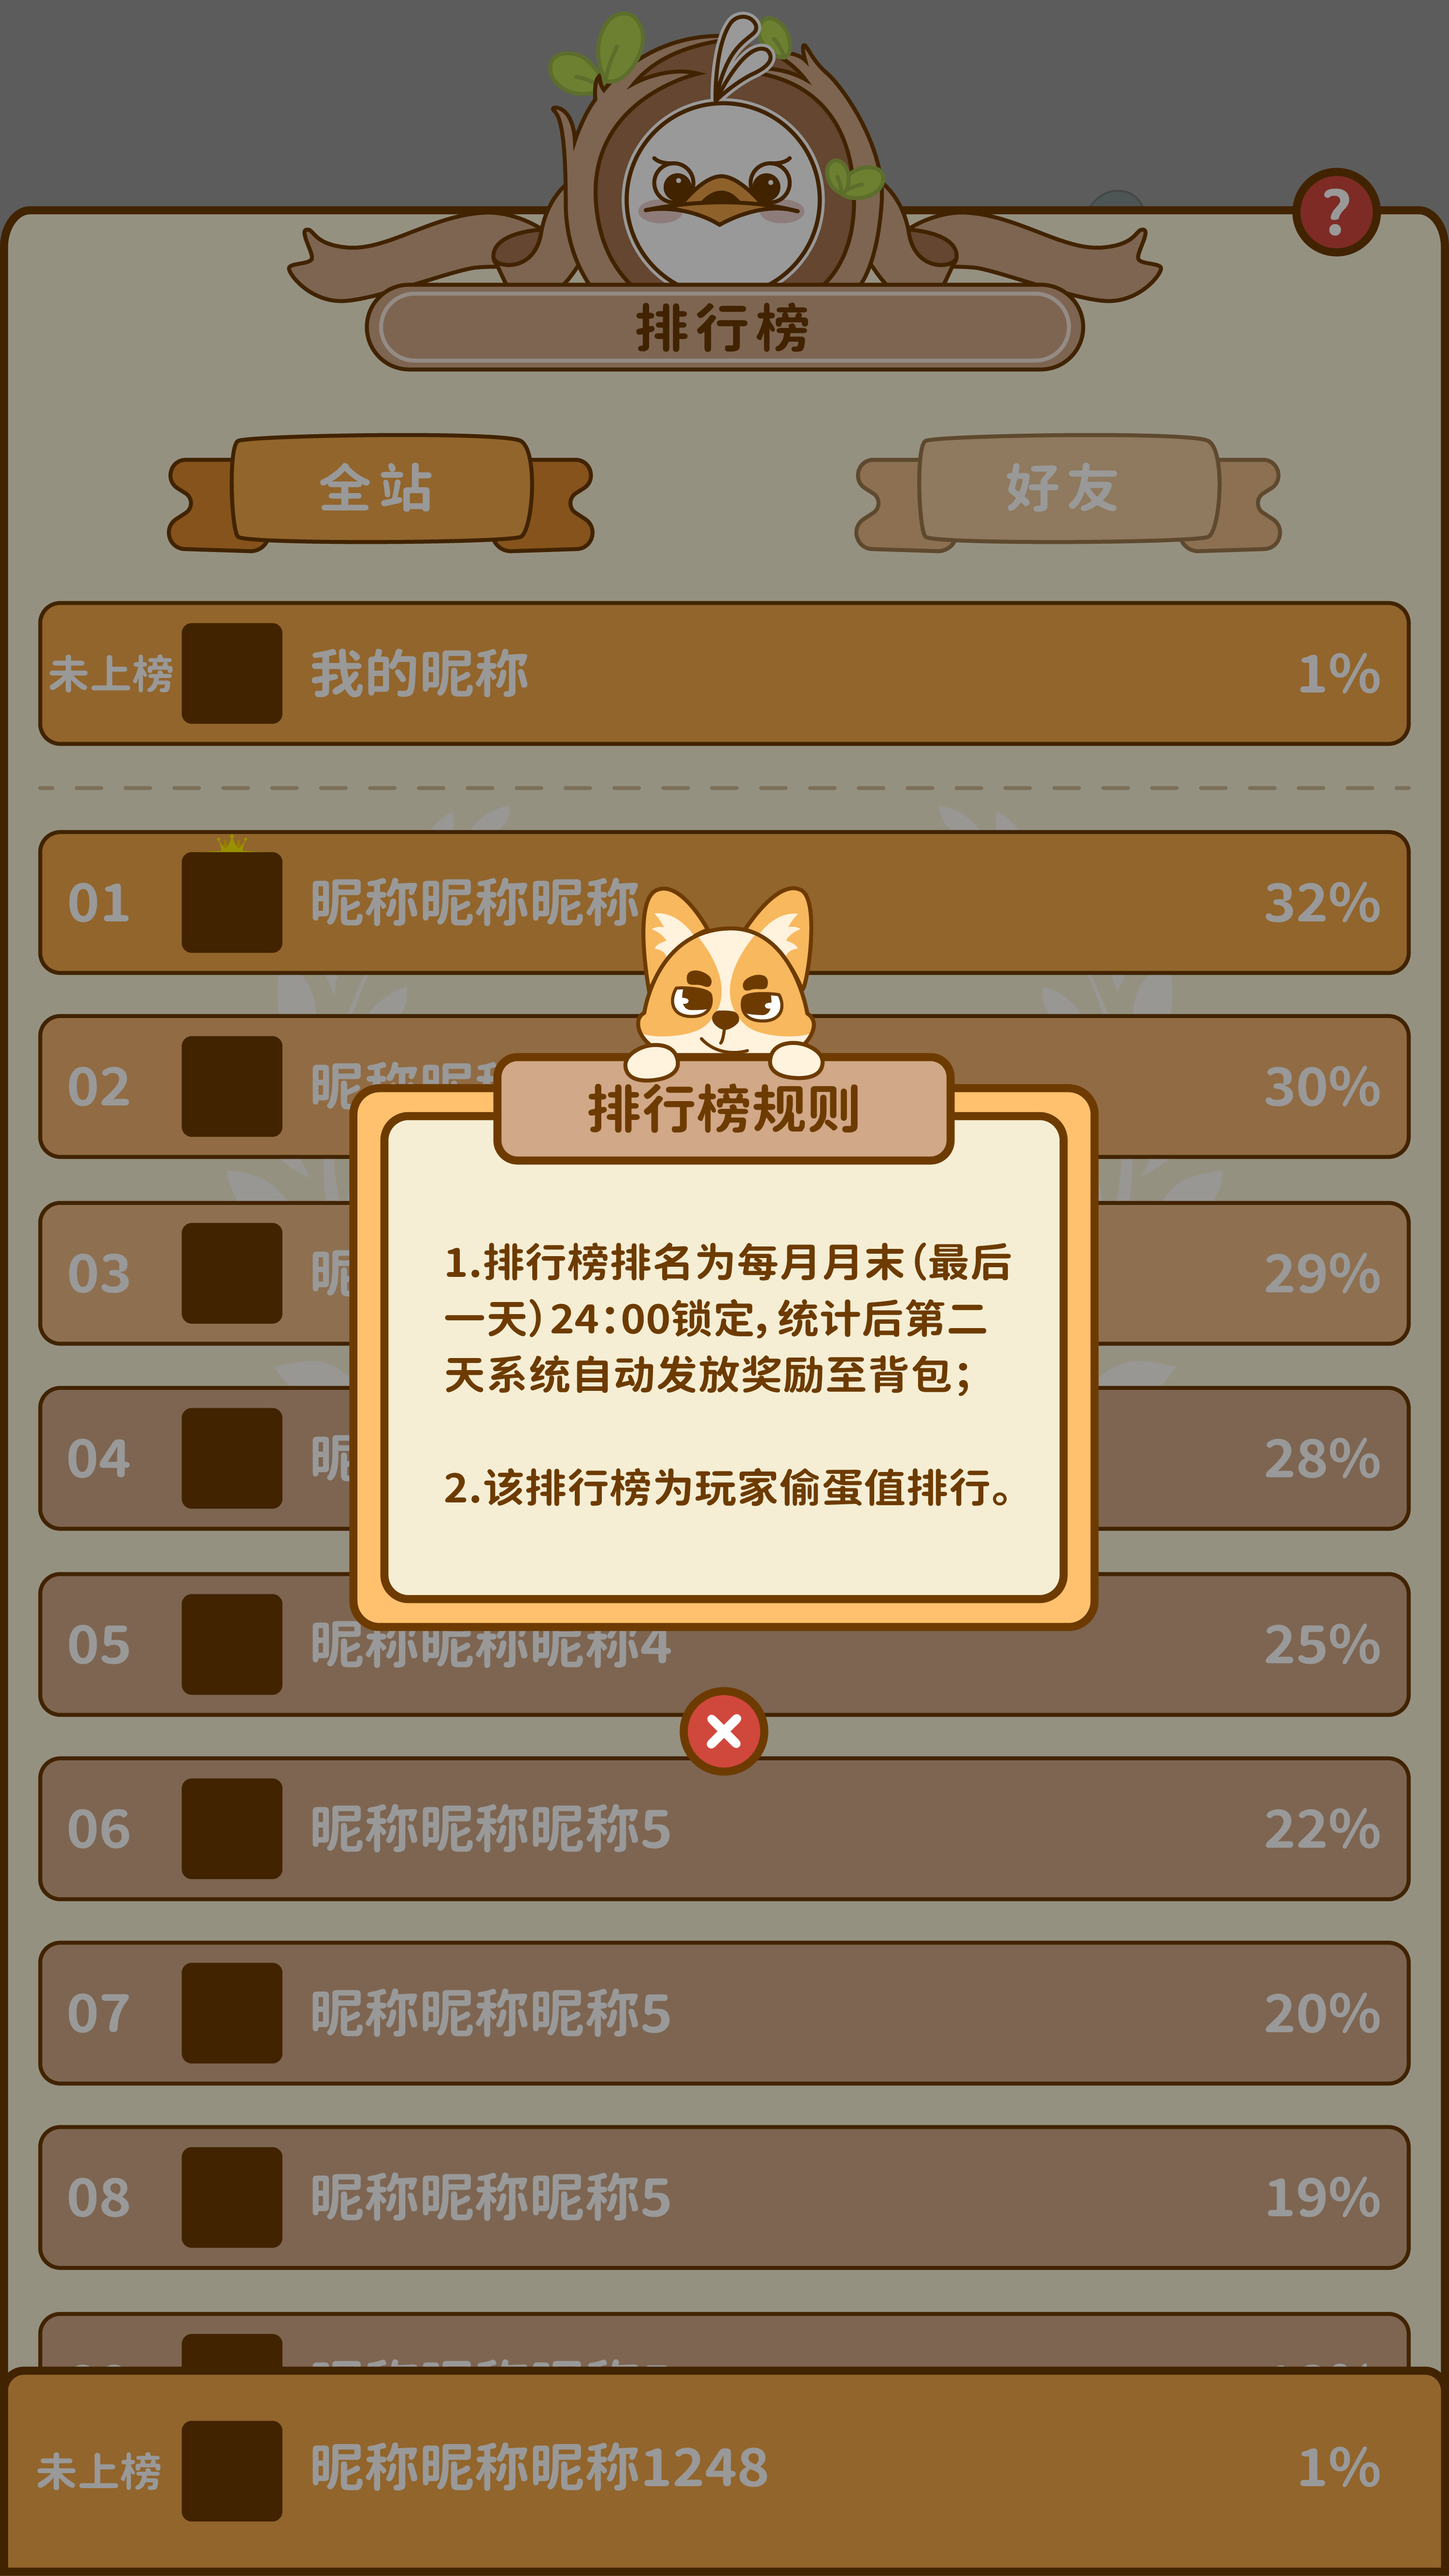 ?
排行榜
全站
好友
未上榜 我的昵称 1%
01 昵称昵称昵称 32%
02 30%
排行榜规则
03 29%
1.排行榜排名为每月月末(最后
一天)24:00锁定,统计后第二
天系统自动发放奖励至背包;
04 28%
2.该排行榜为玩家偷蛋值排行。
05 昵称昵称昵称4 25%
06 昵称昵称昵称5 22%
07 昵称昵称昵称5 20%
08 昵称昵称昵称5 19%
未上榜 昵称昵称昵称1248 1%